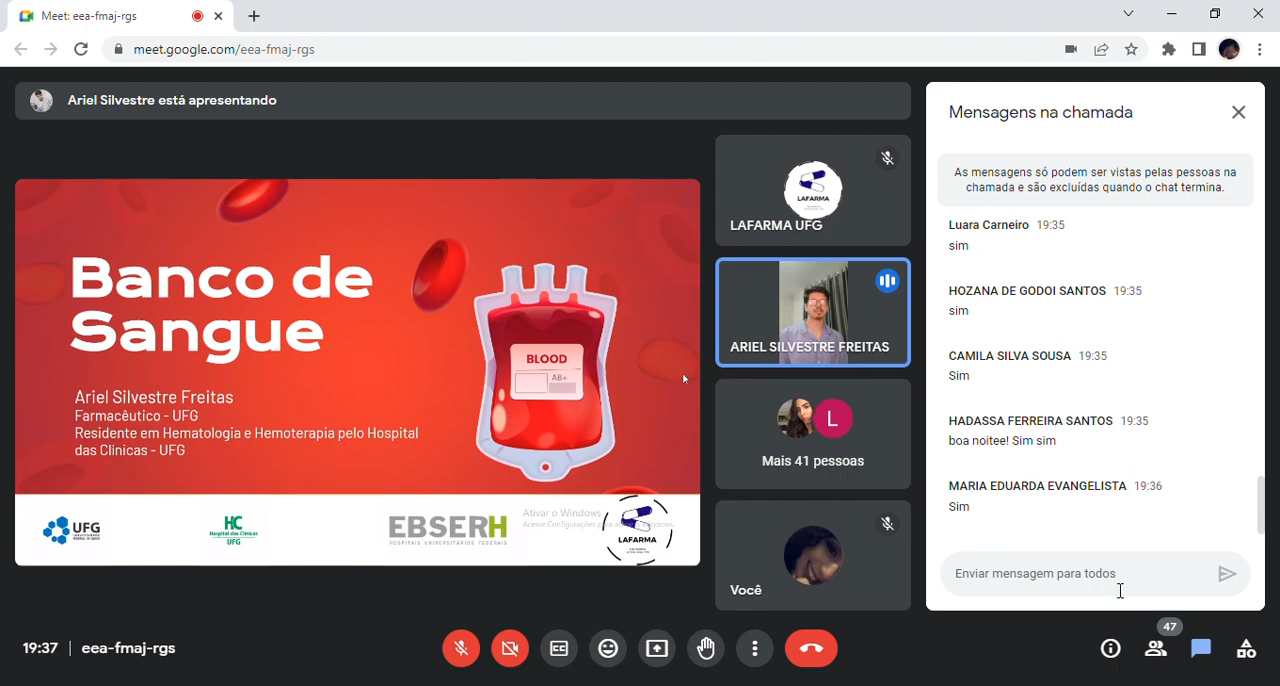 Meet: eea-fmaj-rgs
meet.google.com/eea-fmaj-rgs
Ariel Silvestre está apresentando
Banco de
Sangue
Ariel Silvestre Freitas
Farmacêutico - UFG
Residente em Hematologia e Hemoterapia pelo Hospital
das Clínicas - UFG
BLOOD
AB+
UFG
HC
Hospital das Clínicas
UFG
EBSERH
HOSPITAIS UNIVERSITÁRIOS FEDERAIS
Ativar o Windows
LAFARMA
LAFARMA
LAFARMA UFG
ARIEL SILVESTRE FREITAS
L
Mais 41 pessoas
Você
Mensagens na chamada
As mensagens só podem ser vistas pelas pessoas na
chamada e são excluídas quando o chat termina.
Luara Carneiro 19:35
sim
HOZANA DE GODOI SANTOS 19:35
sim
CAMILA SILVA SOUSA 19:35
Sim
HADASSA FERREIRA SANTOS 19:35
boa noitee! Sim sim
MARIA EDUARDA EVANGELISTA 19:36
Sim
Enviar mensagem para todos
19:37 | eea-fmaj-rgs
47